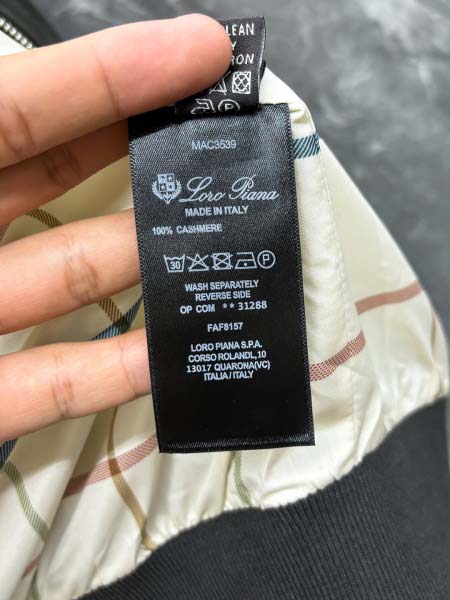 LEAN
Y
RON
MAC3539
Loro Piana
MADE IN ITALY
100% CASHMERE
30 P
WASH SEPARATELY
REVERSE SIDE
OP COM **31288
FAF8157
LORO PIANA S.P.A.
CORSO ROLANDI,10
13017 QUARONA(VC)
ITALIA / ITALY